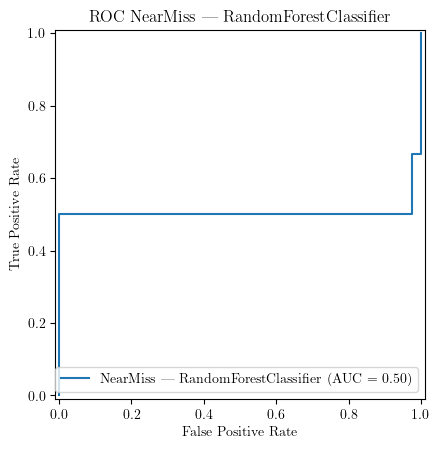 ROC NearMiss — RandomForestClassifier
1.0
0.8
0.6
0.4
0.2
0.0
True Positive Rate
NearMiss — RandomForestClassifier (AUC = 0.50)
0.0 0.2 0.4 0.6 0.8 1.0
False Positive Rate